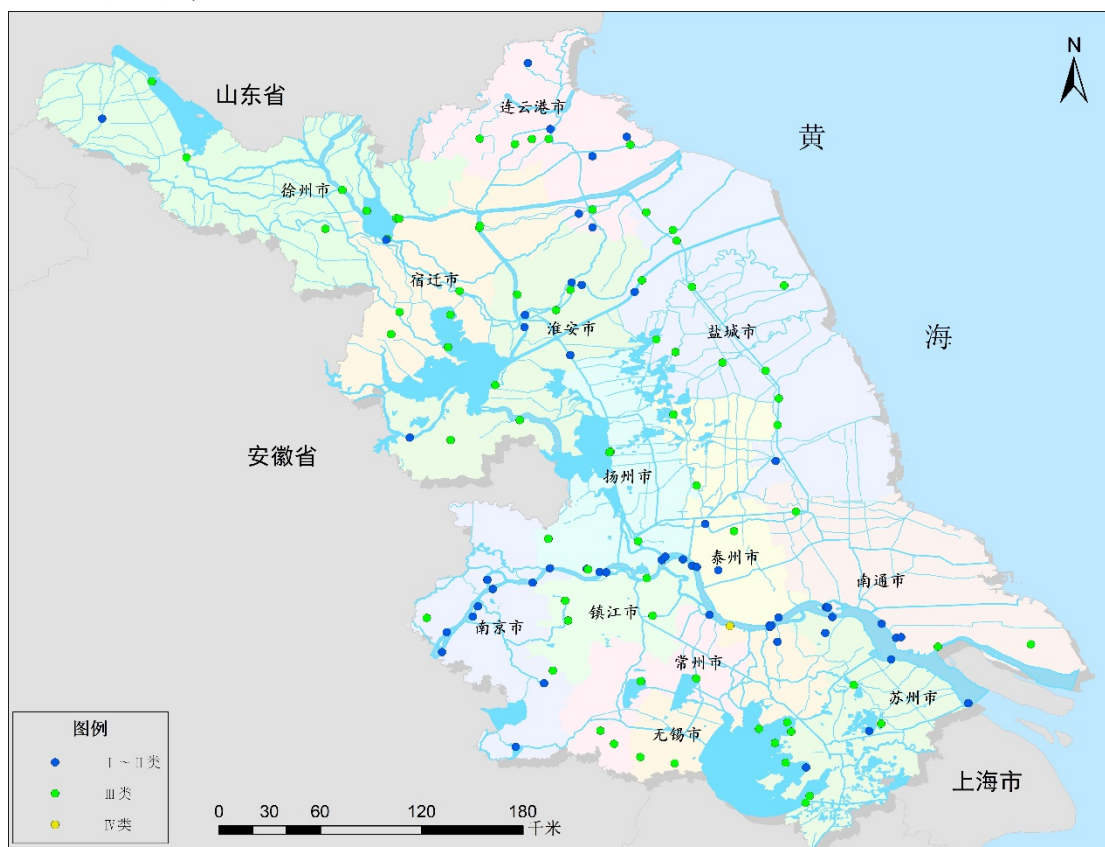 N
山东省
连云港市
黄
徐州市
宿迁市
淮安市
盐城市
海
安徽省
扬州市
泰州市
南通市
镇江市
南京市
常州市
苏州市
无锡市
图例
Ⅰ～Ⅱ类
Ⅲ类
Ⅳ类
上海市
0 30 60 120 180
千米